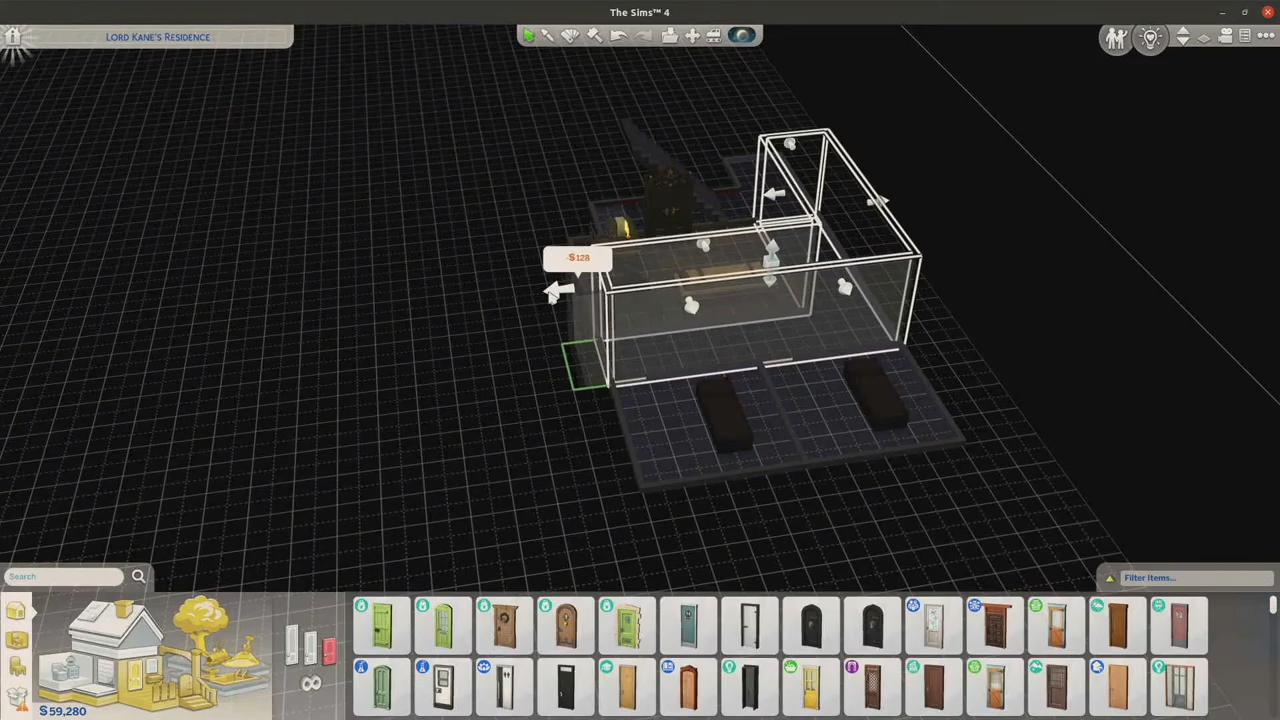 The Sims™ 4
Lord Kane's Residence
-§128
Search
Filter Items...
§59,280